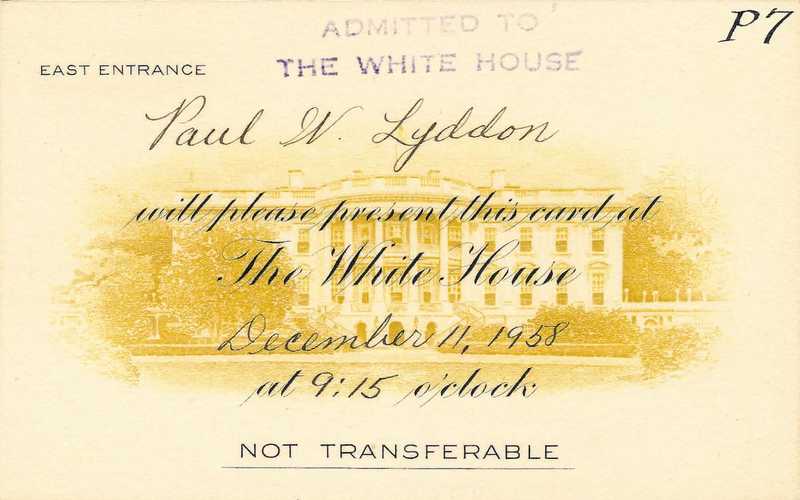 ADMITTED TO
P7
EAST ENTRANCE
THE WHITE HOUSE
Paul W. Lyddon
will please present this card at
The White House
December 11, 1958
at 9:15 o'clock
NOT TRANSFERABLE